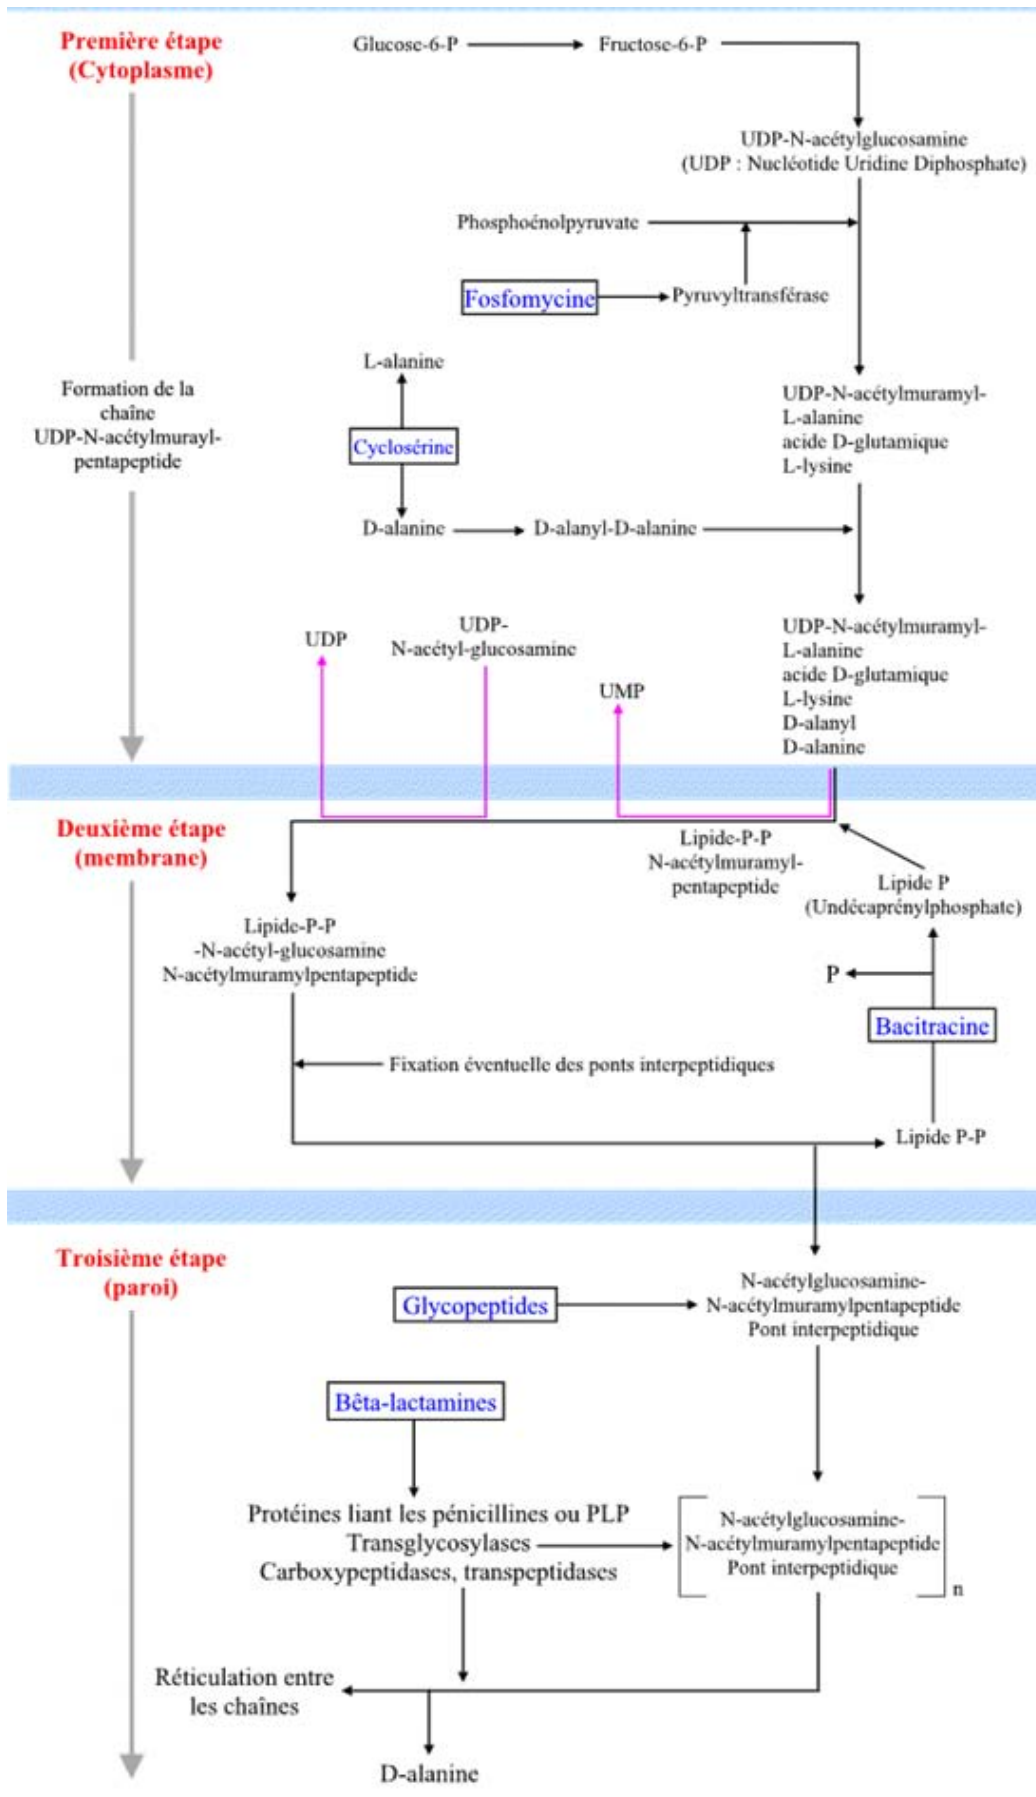 Première étape
(Cytoplasme)
Glucose-6-P
Fructose-6-P
UDP-N-acétylglucosamine
(UDP : Nucléotide Uridine Diphosphate)
Phosphoénolpyruvate
Fosfomycine
Pyruvyltransférase
L-alanine
Formation de la
chaîne
UDP-N-acétylmurayl-
pentapeptide
Cyclosérine
UDP-N-acétylmuramyl-
L-alanine
acide D-glutamique
L-lysine
D-alanine
D-alanyl-D-alanine
UDP
UDP-
N-acétyl-glucosamine
UMP
UDP-N-acétylmuramyl-
L-alanine
acide D-glutamique
L-lysine
D-alanyl
D-alanine
Deuxième étape
(membrane)
Lipide-P-P
N-acétylmuramyl-
pentapeptide
Lipide P
(Undécaprénylphosphate)
Lipide-P-P
-N-acétyl-glucosamine
N-acétylmuramylpentapeptide
P
Bacitracine
Fixation éventuelle des ponts interpeptidiques
Lipide P-P
Troisième étape
(paroi)
Glycopeptides
N-acétylglucosamine-
N-acétylmuramylpentapeptide
Pont interpeptidique
Bêta-lactamines
Protéines liant les pénicillines ou PLP
Transglycosylases
Carboxypeptidases, transpeptidases
N-acétylglucosamine-
N-acétylmuramylpentapeptide
Pont interpeptidique
n
Réticulation entre
les chaînes
D-alanine